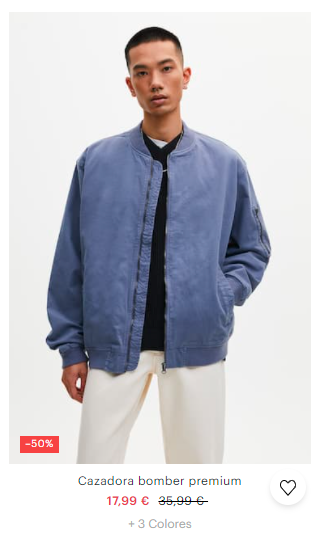 -50%
Cazadora bomber premium
17,99 € 35,99 €
+ 3 Colores